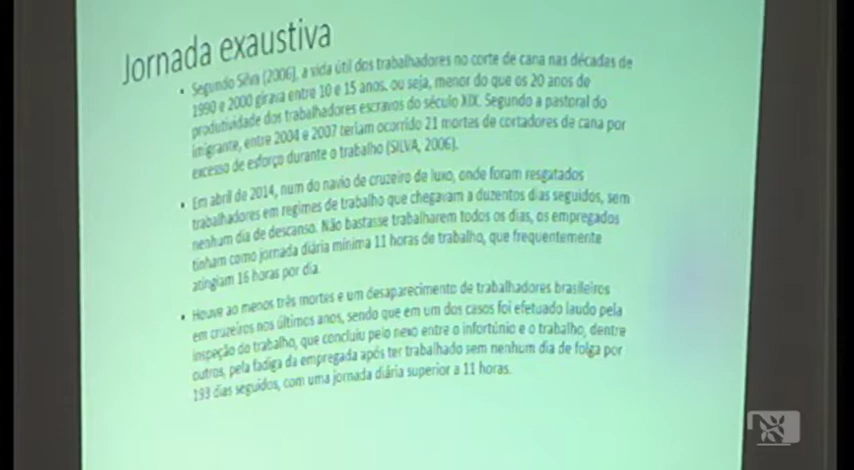 Jornada exaustiva
• Segundo Silva (2006), a vida útil dos trabalhadores no corte de cana nas décadas de
1990 e 2000 girava entre 10 e 15 anos, ou seja, menor do que os 20 anos de
produtividade dos trabalhadores escravos do século XIX. Segundo a pastoral do
imigrante, entre 2004 e 2007 teriam ocorrido 21 mortes de cortadores de cana por
excesso de esforço durante o trabalho (SILVA, 2006).
• Em abril de 2014, num do navio de cruzeiro de luxo, onde foram resgatados
trabalhadores em regimes de trabalho que chegavam a duzentos dias seguidos, sem
nenhum dia de descanso. Não bastasse trabalharem todos os dias, os empregados
tinham como jornada diária mínima 11 horas de trabalho, que frequentemente
atingiam 16 horas por dia.
• Houve ao menos três mortes e um desaparecimento de trabalhadores brasileiros
em cruzeiros nos últimos anos, sendo que em um dos casos foi efetuado laudo pela
inspeção do trabalho, que concluiu pelo nexo entre o infortúnio e o trabalho, dentre
outros, pela fadiga da empregada após ter trabalhado sem nenhum dia de folga por
193 dias seguidos, com uma jornada diária superior a 11 horas.